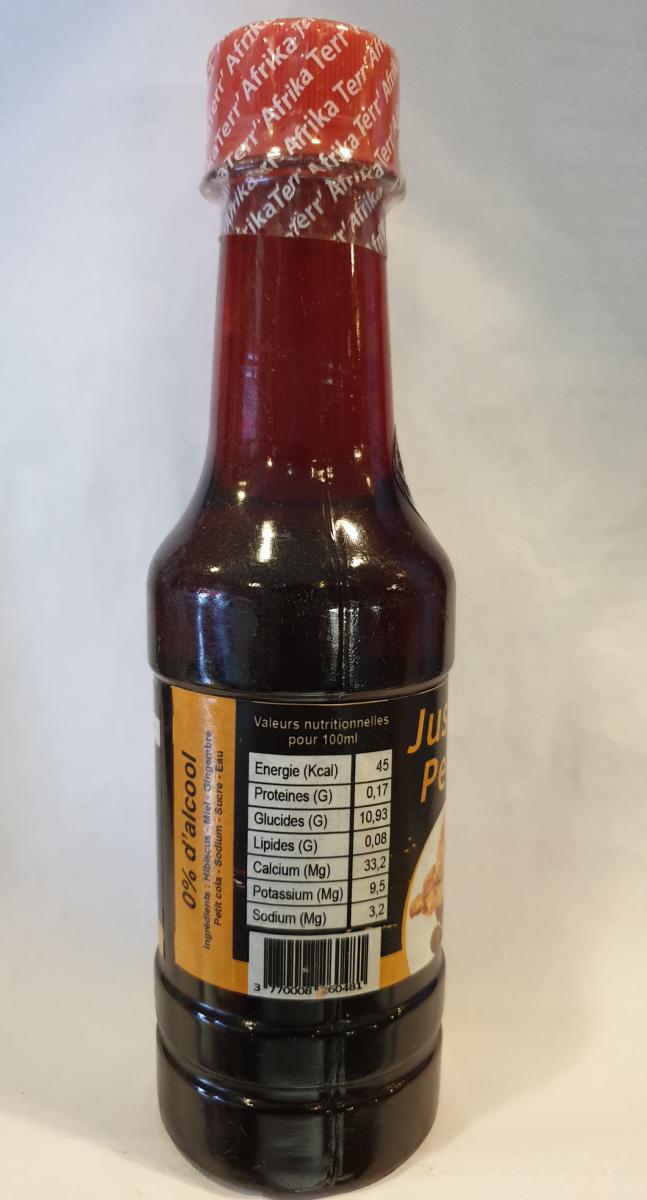 Afrika Terr'
0% d'alcool
Ingrédients : Hibiscus - Miel - Gingembre
Petit cola - Sodium - Sucre - Eau
Valeurs nutritionnelles
pour 100ml
Energie (Kcal) 45
Proteines (G) 0,17
Glucides (G) 10,93
Lipides (G) 0,08
Calcium (Mg) 33,2
Potassium (Mg) 9,5
Sodium (Mg) 3,2
3 770008 260481
Jus
Pe